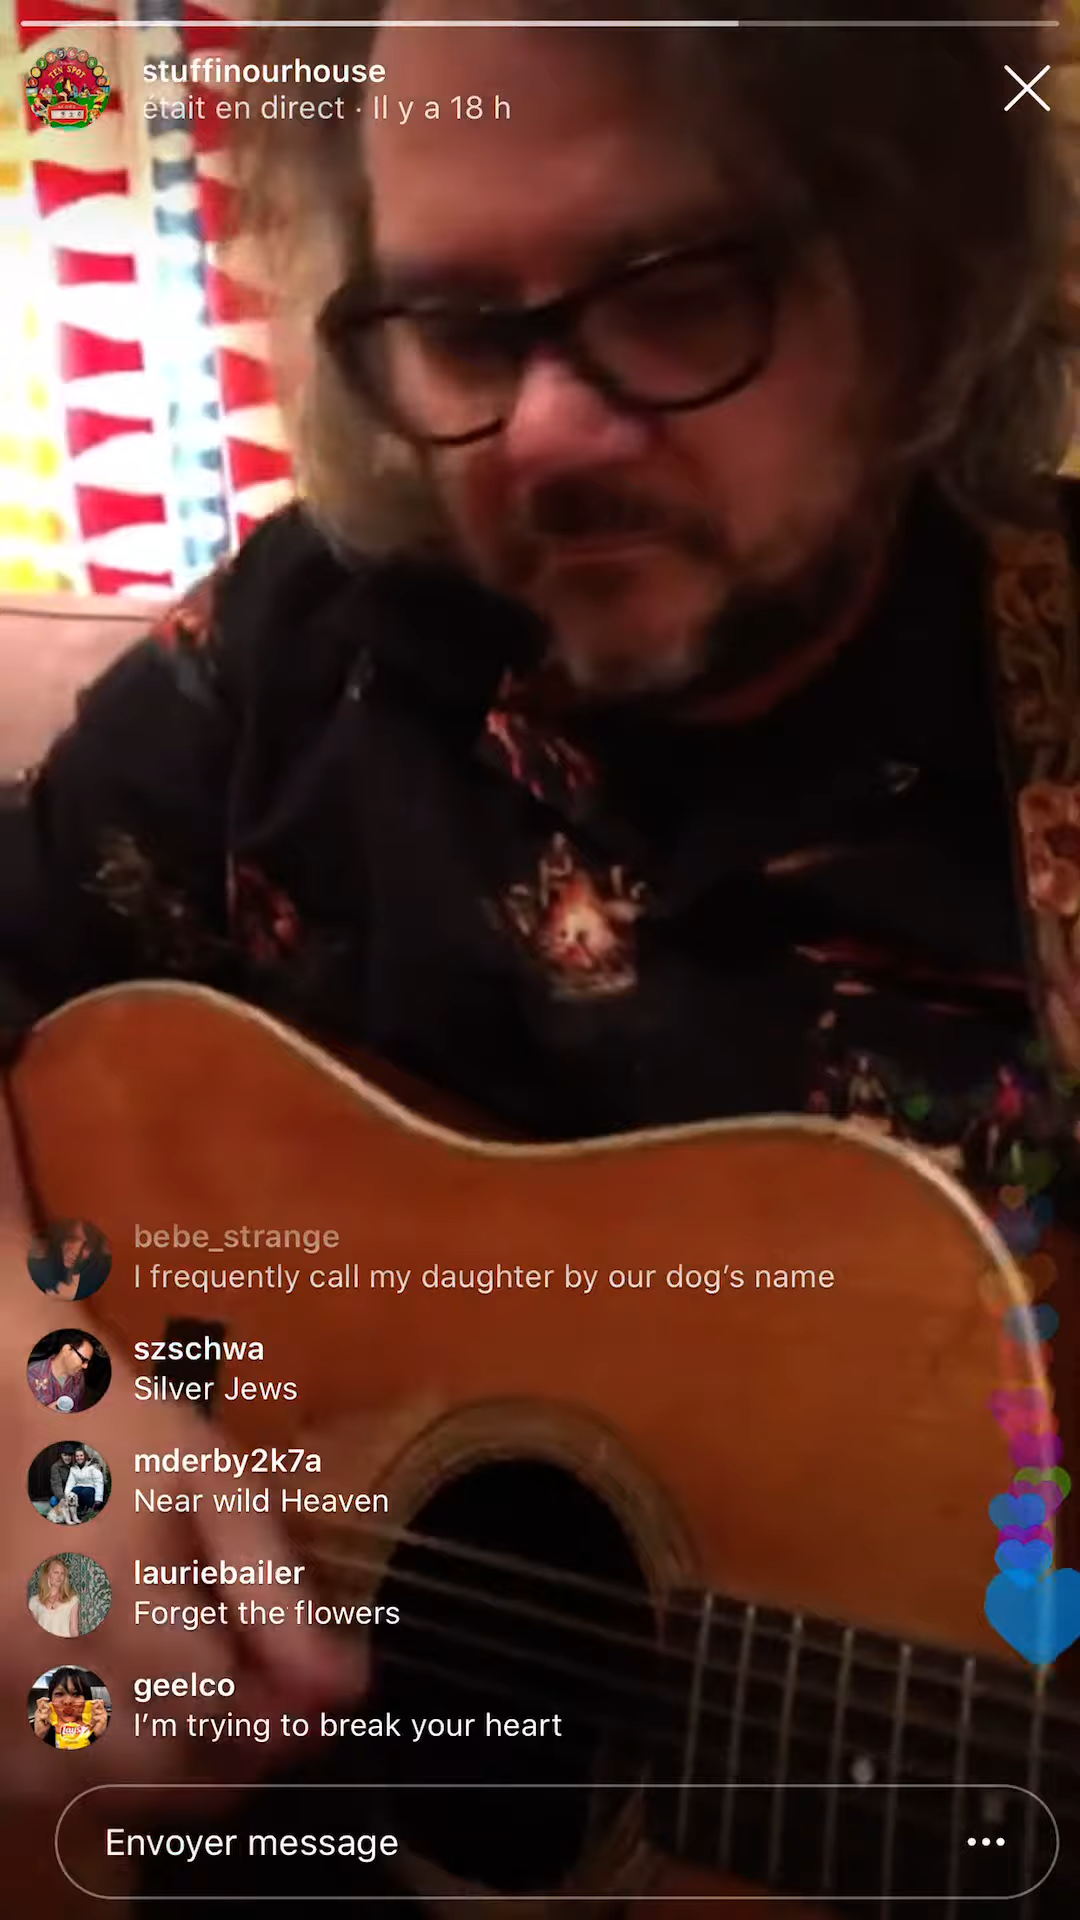 stuffinourhouse
était en direct · Il y a 18 h
bebe_strange
I frequently call my daughter by our dog’s name
szschwa
Silver Jews
mderby2k7a
Near wild Heaven
lauriebailer
Forget the flowers
geelco
I’m trying to break your heart
Envoyer message